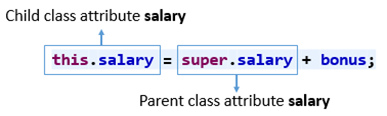 Child class attribute salary
this.salary = super.salary + bonus;
Parent class attribute salary